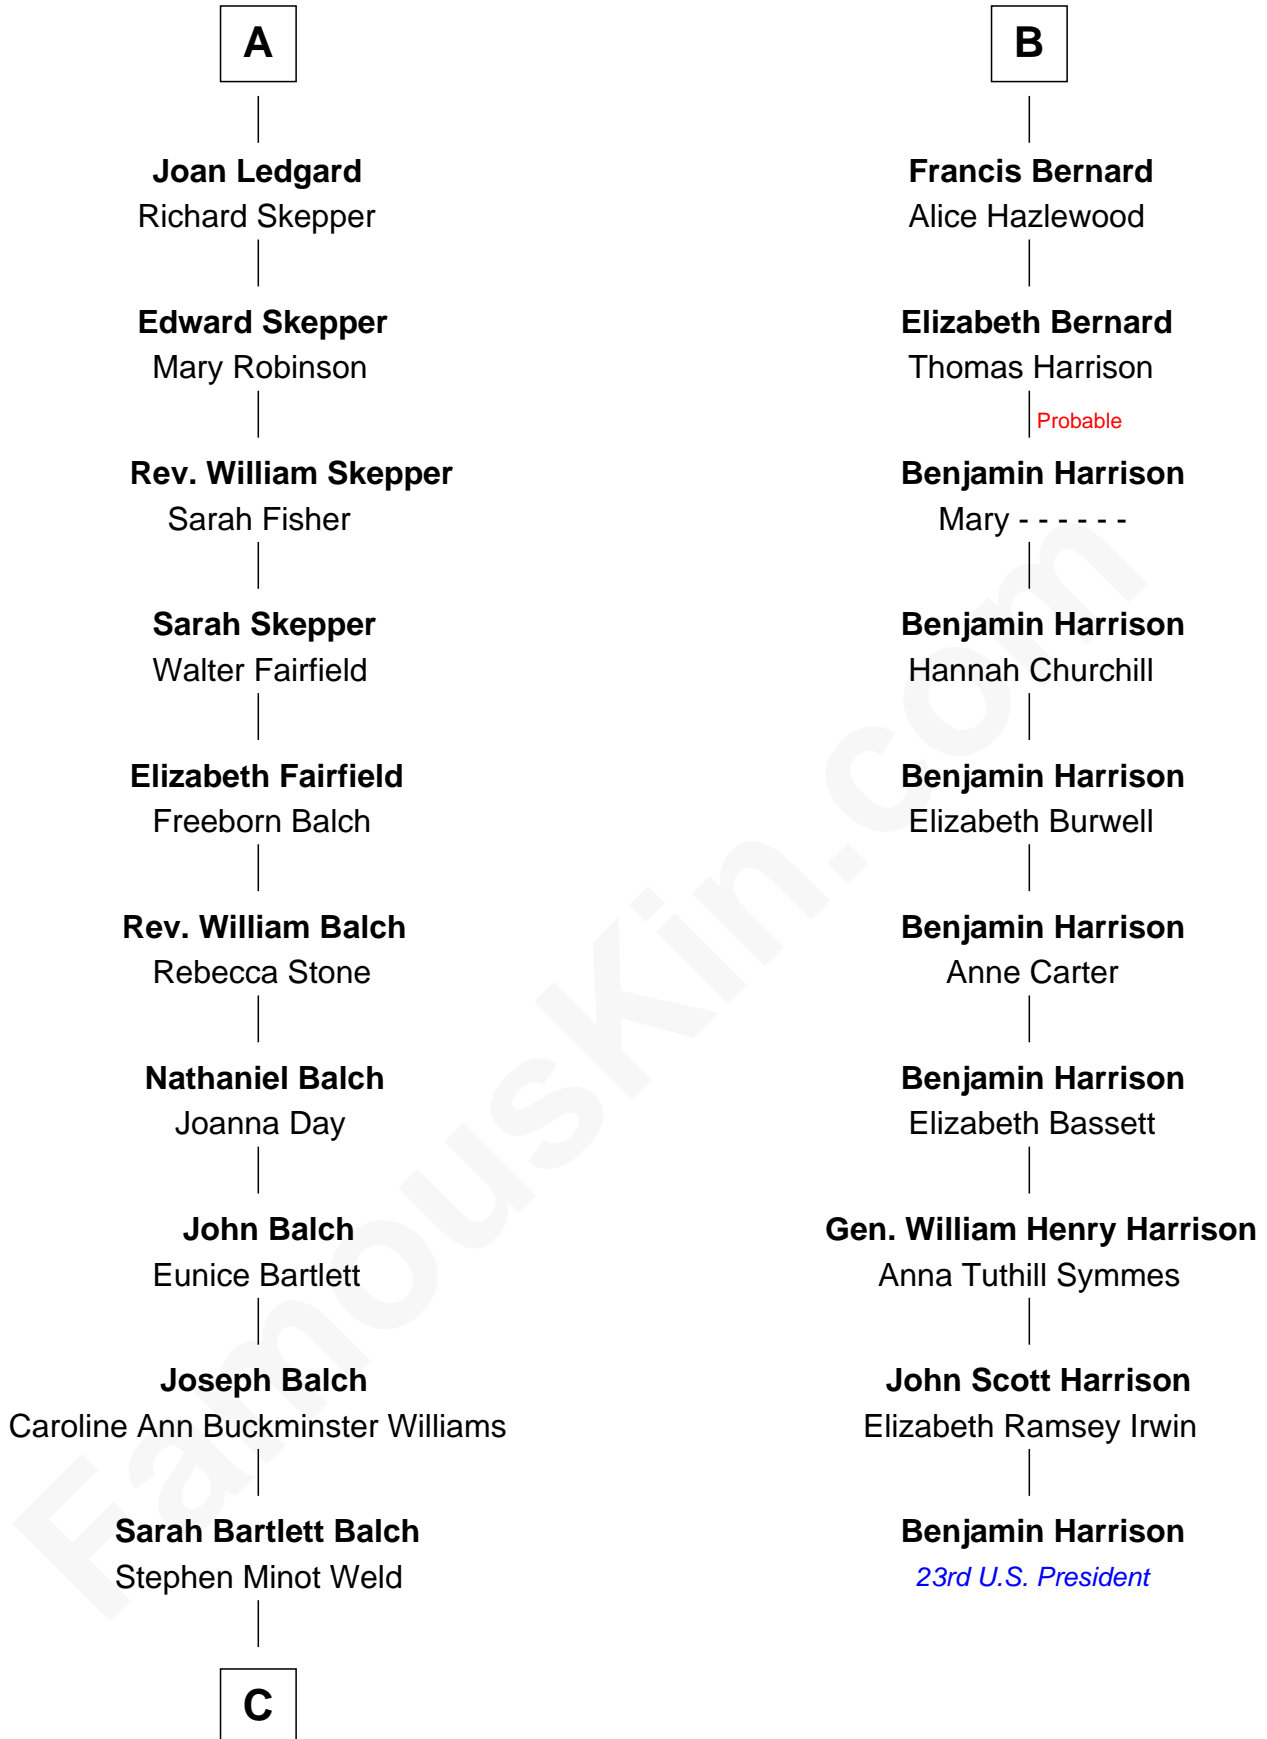 A
Joan Ledgard
Richard Skepper
Edward Skepper
Mary Robinson
Rev. William Skepper
Sarah Fisher
Sarah Skepper
Walter Fairfield
Elizabeth Fairfield
Freeborn Balch
Rev. William Balch
Rebecca Stone
Nathaniel Balch
Joanna Day
John Balch
Eunice Bartlett
Joseph Balch
Caroline Ann Buckminster Williams
Sarah Bartlett Balch
Stephen Minot Weld
C
B
Francis Bernard
Alice Hazlewood
Elizabeth Bernard
Thomas Harrison
Probable
Benjamin Harrison
Mary - - - - - -
Benjamin Harrison
Hannah Churchill
Benjamin Harrison
Elizabeth Burwell
Benjamin Harrison
Anne Carter
Benjamin Harrison
Elizabeth Bassett
Gen. William Henry Harrison
Anna Tuthill Symmes
John Scott Harrison
Elizabeth Ramsey Irwin
Benjamin Harrison
23rd U.S. President
FamousKin.com